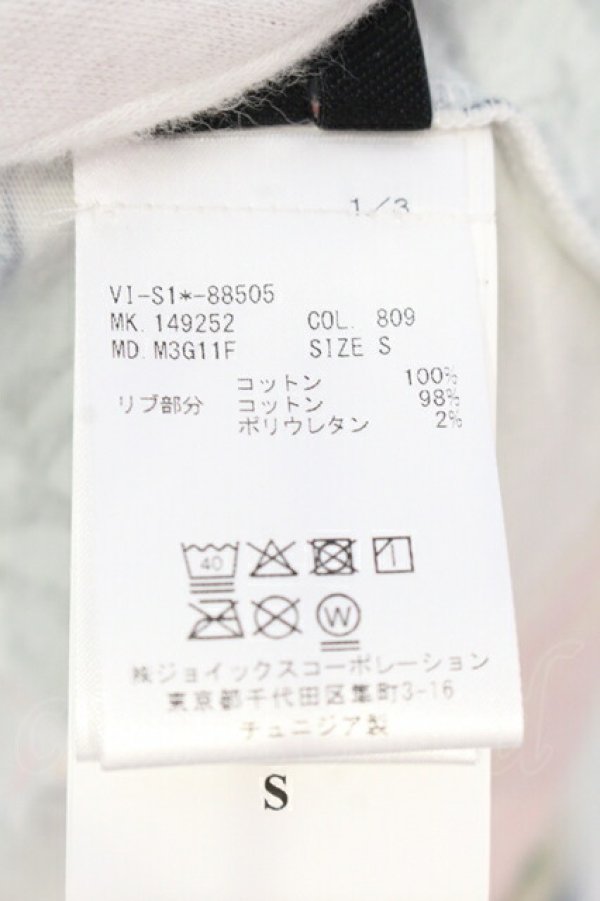 1/3
VI-S1*-88505
MK. 149252 COL. 809
MD. M3G11F SIZE S
コットン 100%
リブ部分 コットン 98%
ポリウレタン 2%
40
W
㈱ジョイックスコーポレーション
東京都千代田区隼町3-16
チュニジア製
S